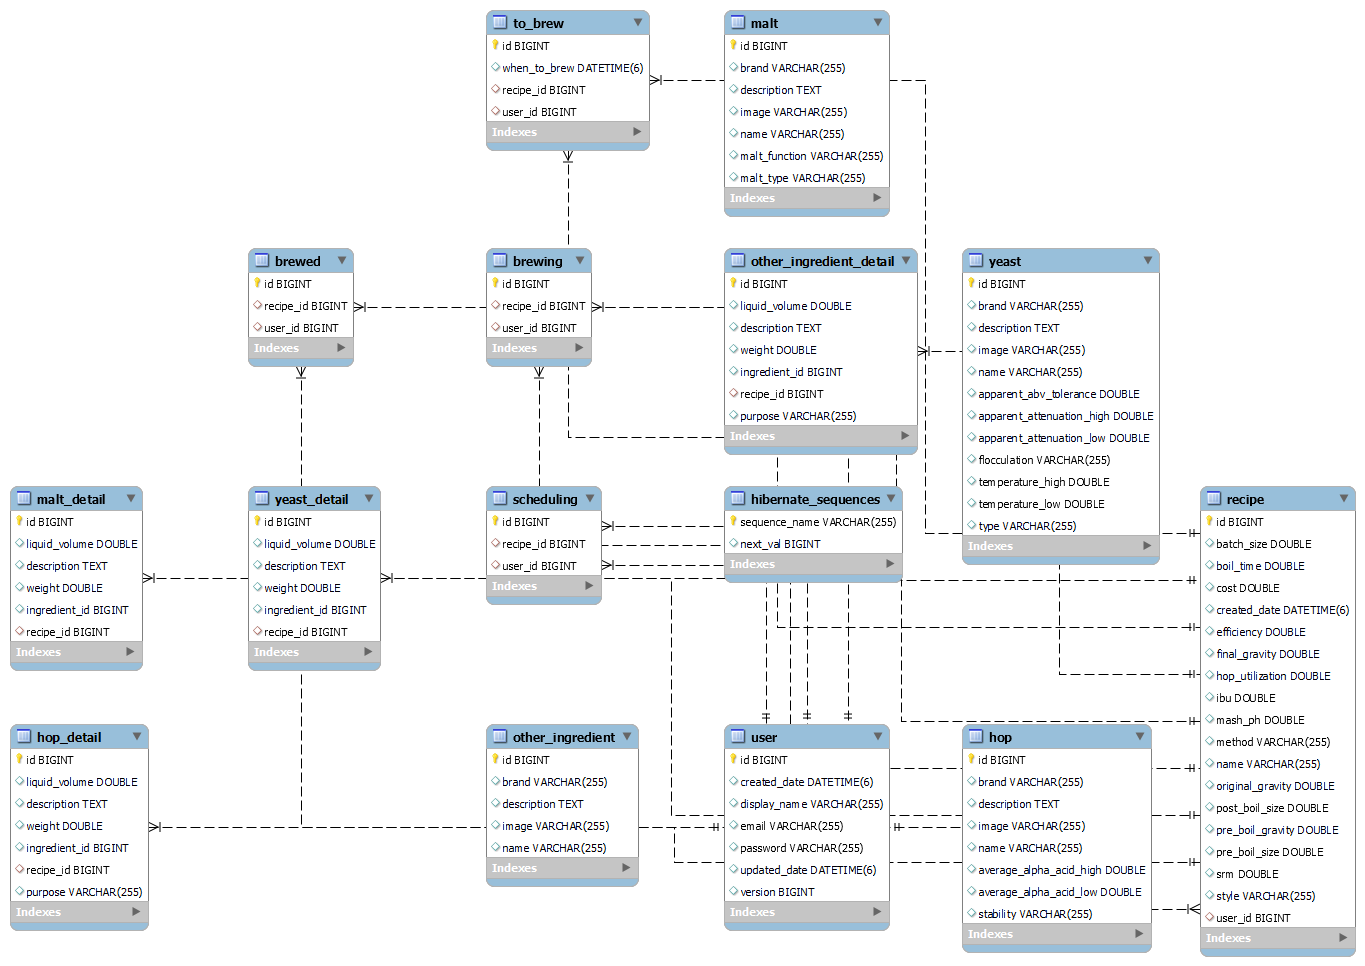 to_brew
id BIGINT
when_to_brew DATETIME(6)
recipe_id BIGINT
user_id BIGINT
Indexes
malt
id BIGINT
brand VARCHAR(255)
description TEXT
image VARCHAR(255)
name VARCHAR(255)
malt_function VARCHAR(255)
malt_type VARCHAR(255)
Indexes
brewed
id BIGINT
recipe_id BIGINT
user_id BIGINT
Indexes
brewing
id BIGINT
recipe_id BIGINT
user_id BIGINT
Indexes
other_ingredient_detail
id BIGINT
liquid_volume DOUBLE
description TEXT
weight DOUBLE
ingredient_id BIGINT
recipe_id BIGINT
purpose VARCHAR(255)
Indexes
yeast
id BIGINT
brand VARCHAR(255)
description TEXT
image VARCHAR(255)
name VARCHAR(255)
apparent_abv_tolerance DOUBLE
apparent_attenuation_high DOUBLE
apparent_attenuation_low DOUBLE
flocculation VARCHAR(255)
temperature_high DOUBLE
temperature_low DOUBLE
type VARCHAR(255)
Indexes
malt_detail
id BIGINT
liquid_volume DOUBLE
description TEXT
weight DOUBLE
ingredient_id BIGINT
recipe_id BIGINT
Indexes
yeast_detail
id BIGINT
liquid_volume DOUBLE
description TEXT
weight DOUBLE
ingredient_id BIGINT
recipe_id BIGINT
Indexes
scheduling
id BIGINT
recipe_id BIGINT
user_id BIGINT
Indexes
hibernate_sequences
sequence_name VARCHAR(255)
next_val BIGINT
Indexes
recipe
id BIGINT
batch_size DOUBLE
boil_time DOUBLE
cost DOUBLE
created_date DATETIME(6)
efficiency DOUBLE
final_gravity DOUBLE
hop_utilization DOUBLE
ibu DOUBLE
mash_ph DOUBLE
method VARCHAR(255)
name VARCHAR(255)
original_gravity DOUBLE
post_boil_size DOUBLE
pre_boil_gravity DOUBLE
pre_boil_size DOUBLE
srm DOUBLE
style VARCHAR(255)
user_id BIGINT
Indexes
hop_detail
id BIGINT
liquid_volume DOUBLE
description TEXT
weight DOUBLE
ingredient_id BIGINT
recipe_id BIGINT
purpose VARCHAR(255)
Indexes
other_ingredient
id BIGINT
brand VARCHAR(255)
description TEXT
image VARCHAR(255)
name VARCHAR(255)
Indexes
user
id BIGINT
created_date DATETIME(6)
display_name VARCHAR(255)
email VARCHAR(255)
password VARCHAR(255)
updated_date DATETIME(6)
version BIGINT
Indexes
hop
id BIGINT
brand VARCHAR(255)
description TEXT
image VARCHAR(255)
name VARCHAR(255)
average_alpha_acid_high DOUBLE
average_alpha_acid_low DOUBLE
stability VARCHAR(255)
Indexes